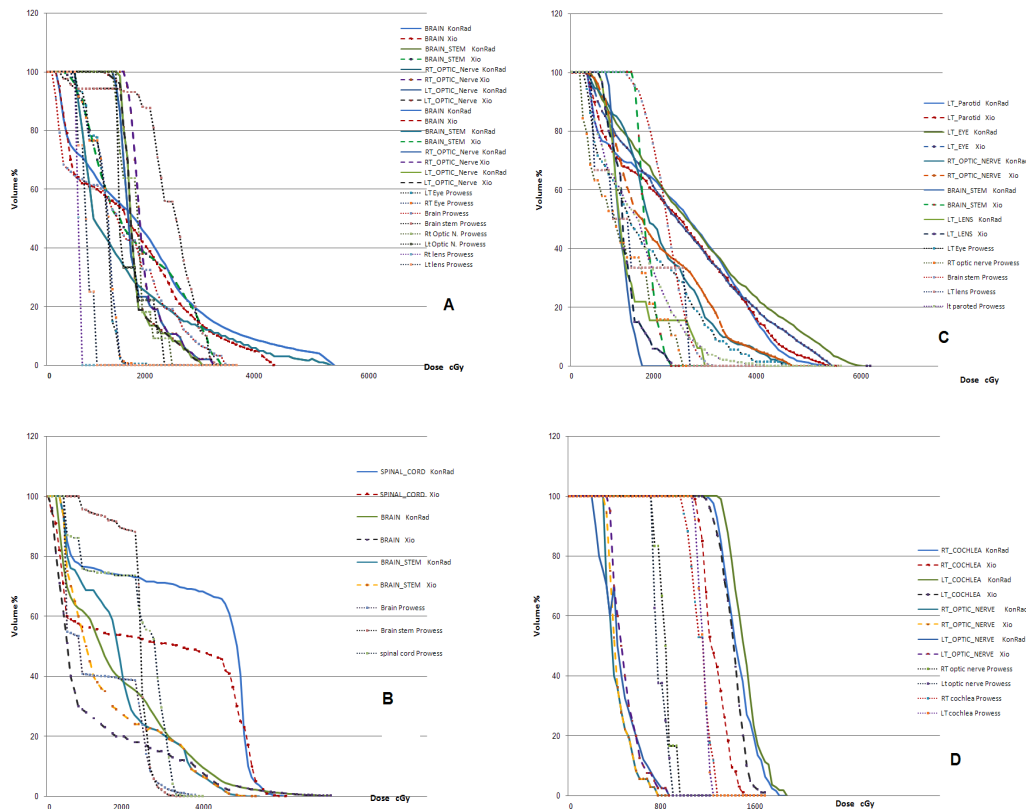 120
100
80
60
40
20
0
Volume %
0
2000
4000
6000
Dose cGy
A
BRAIN KonRad
BRAIN Xio
BRAIN_STEM KonRad
BRAIN_STEM Xio
RT_OPTIC_Nerve KonRad
RT_OPTIC_Nerve Xio
LT_OPTIC_Nerve KonRad
LT_OPTIC_Nerve Xio
BRAIN KonRad
BRAIN Xio
BRAIN_STEM KonRad
BRAIN_STEM Xio
RT_OPTIC_Nerve KonRad
RT_OPTIC_Nerve Xio
LT_OPTIC_Nerve KonRad
LT_OPTIC_Nerve Xio
LT Eye Prowess
RT Eye Prowess
Brain Prowess
Brain stem Prowess
Rt Optic N. Prowess
Lt Optic N. Prowess
Rt lens Prowess
Lt lens Prowess
120
100
80
60
40
20
0
Volume %
0
2000
4000
6000
Dose cGy
C
LT_Parotid KonRad
LT_Parotid Xio
LT_EYE KonRad
LT_EYE Xio
RT_OPTIC_NERVE KonRad
RT_OPTIC_NERVE Xio
BRAIN_STEM KonRad
BRAIN_STEM Xio
LT_LENS KonRad
LT_LENS Xio
LT Eye Prowess
RT optic nerve Prowess
Brain stem Prowess
LT lens Prowess
lt paroted Prowess
120
100
80
60
40
20
0
Volume %
0
2000
4000
Dose cGy
B
SPINAL_CORD KonRad
SPINAL_CORD Xio
BRAIN KonRad
BRAIN Xio
BRAIN_STEM KonRad
BRAIN_STEM Xio
Brain Prowess
Brain stem Prowess
spinal cord Prowess
120
100
80
60
40
20
0
Volume %
0
800
1600
Dose cGy
D
RT_COCHLEA KonRad
RT_COCHLEA Xio
LT_COCHLEA KonRad
LT_COCHLEA Xio
RT_OPTIC_NERVE KonRad
RT_OPTIC_NERVE Xio
LT_OPTIC_NERVE KonRad
LT_OPTIC_NERVE Xio
RT optic nerve Prowess
Lt optic nerve Prowess
RT cochlea Prowess
LT cochlea Prowess